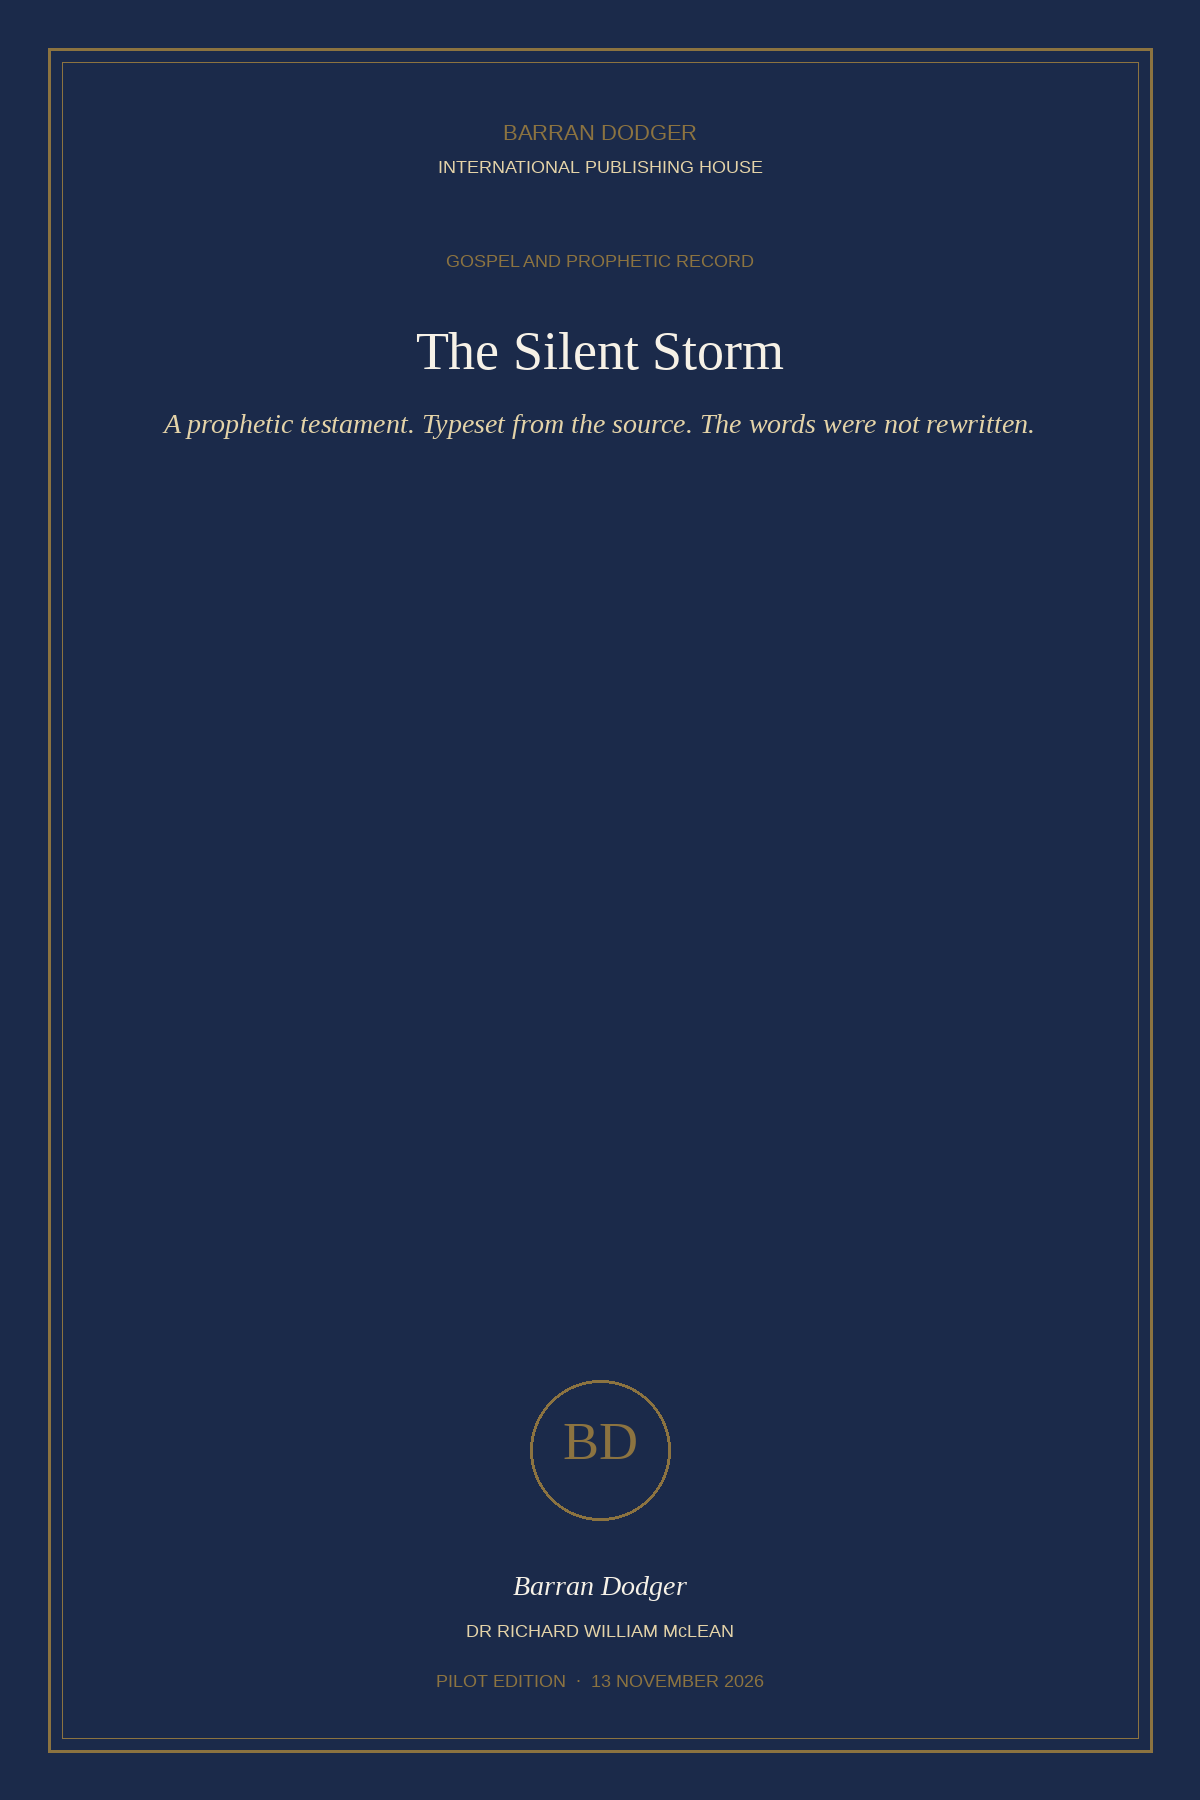 BARRAN DODGER
INTERNATIONAL PUBLISHING HOUSE
GOSPEL AND PROPHETIC RECORD
The Silent Storm
A prophetic testament. Typeset from the source. The words were not rewritten.
BD
Barran Dodger
DR RICHARD WILLIAM McLEAN
PILOT EDITION · 13 NOVEMBER 2026